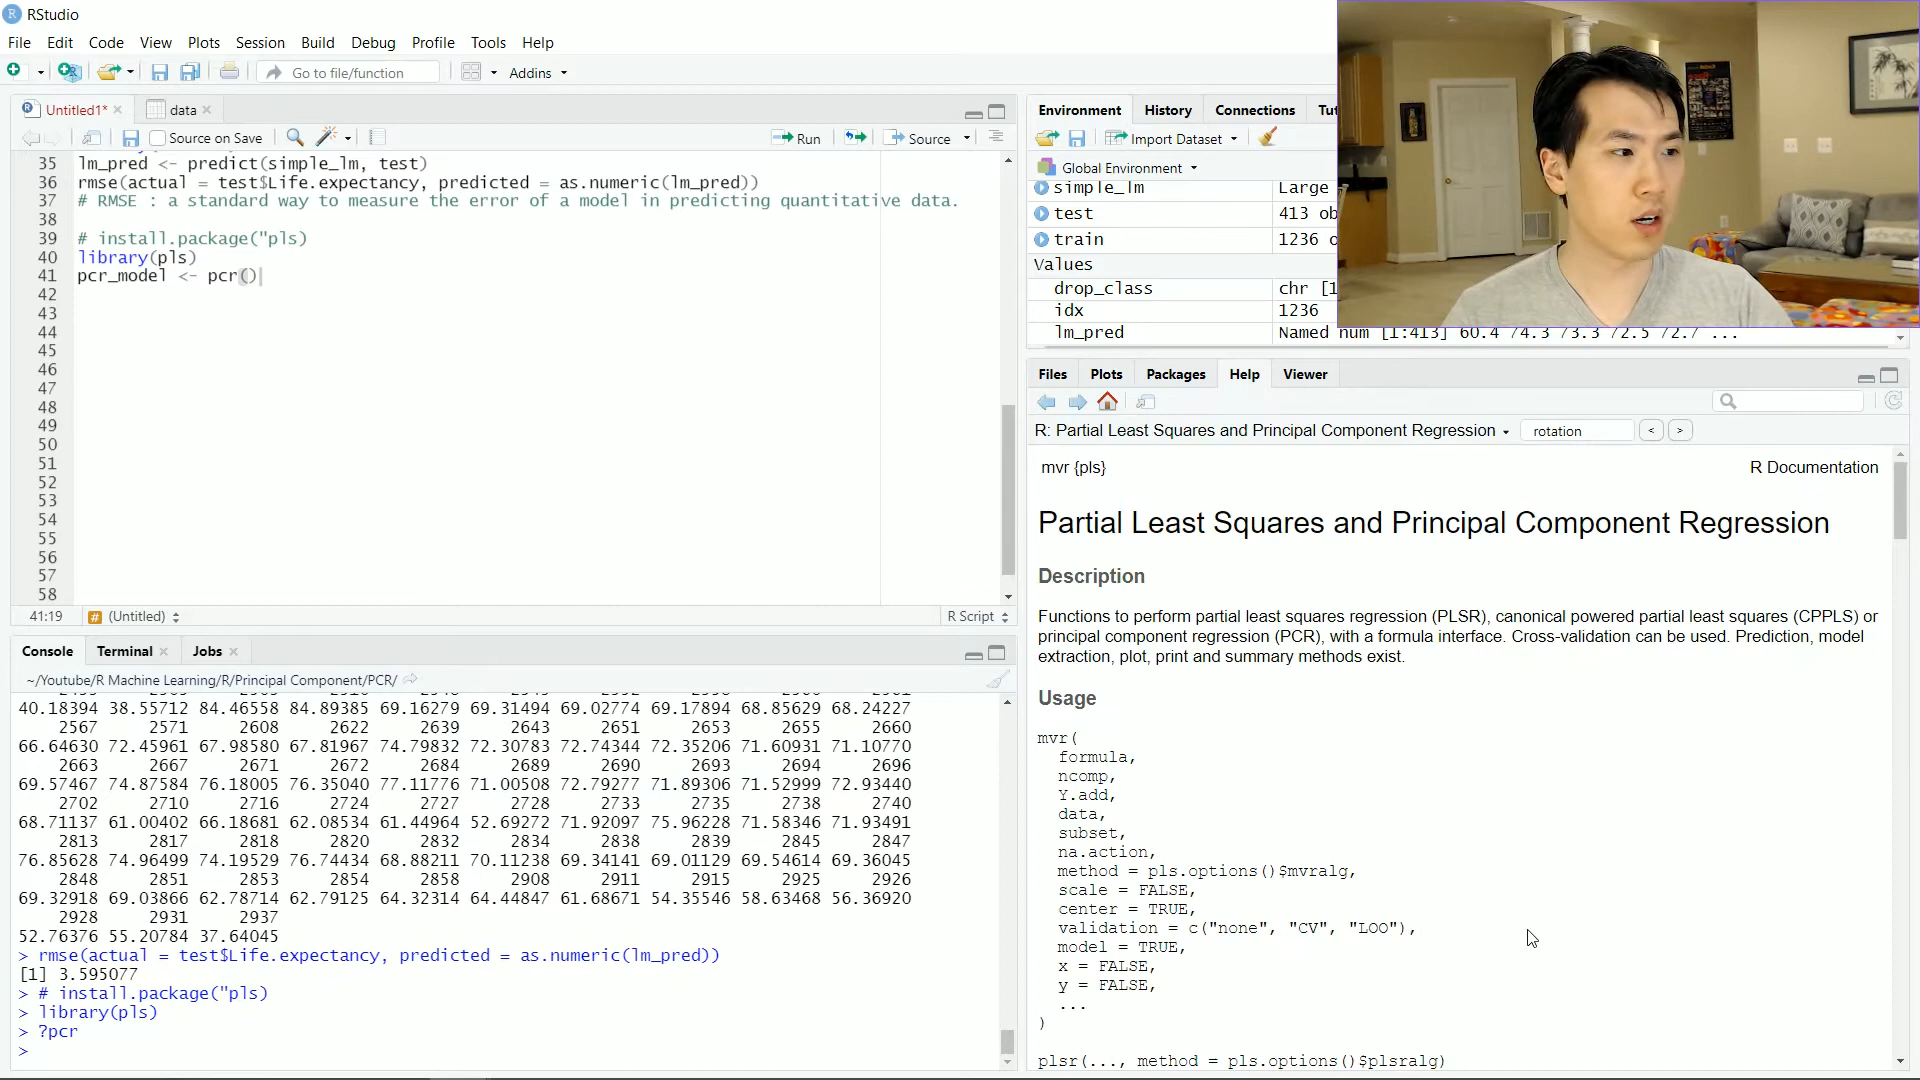 RStudio
File Edit Code View Plots Session Build Debug Profile Tools Help
Go to file/function Addins
Untitled1* data
Source on Save Run Source
35 lm_pred <- predict(simple_lm, test)
36 rmse(actual = test$Life.expectancy, predicted = as.numeric(lm_pred))
37 # RMSE : a standard way to measure the error of a model in predicting quantitative data.
38
39 # install.package("pls)
40 library(pls)
41 pcr_model <- pcr()
42
43
44
45
46
47
48
49
50
51
52
53
54
55
56
57
58
41:19 # (Untitled) R Script
Console Terminal Jobs
~/Youtube/R Machine Learning/R/Principal Component/PCR/
40.18394 38.55712 84.46558 84.89385 69.16279 69.31494 69.02774 69.17894 68.85629 68.24227
2567 2571 2608 2622 2639 2643 2651 2653 2655 2660
66.64630 72.45961 67.98580 67.81967 74.79832 72.30783 72.74344 72.35206 71.60931 71.10770
2663 2667 2671 2672 2684 2689 2690 2693 2694 2696
69.57467 74.87584 76.18005 76.35040 77.11776 71.00508 72.79277 71.89306 71.52999 72.93440
2702 2710 2716 2724 2727 2728 2733 2735 2738 2740
68.71137 61.00402 66.18681 62.08534 61.44964 52.69272 71.92097 75.96228 71.58346 71.93491
2813 2817 2818 2820 2832 2834 2838 2839 2845 2847
76.85628 74.96499 74.19529 76.74434 68.88211 70.11238 69.34141 69.01129 69.54614 69.36045
2848 2851 2853 2854 2858 2908 2911 2915 2925 2926
69.32918 69.03866 62.78714 62.79125 64.32314 64.44847 61.68671 54.35546 58.63468 56.36920
2928 2931 2937
52.76376 55.20784 37.64045
> rmse(actual = test$Life.expectancy, predicted = as.numeric(lm_pred))
[1] 3.595077
> # install.package("pls)
> library(pls)
> ?pcr
>
Environment History Connections Tut
Import Dataset
Global Environment
simple_lm Large
test 413 ob
train 1236 o
Values
drop_class chr [1
idx 1236
lm_pred Named num [1:413] 60.4 74.3 73.3 72.5 72.7 ...
Files Plots Packages Help Viewer
R: Partial Least Squares and Principal Component Regression rotation < >
mvr {pls} R Documentation
Partial Least Squares and Principal Component Regression
Description
Functions to perform partial least squares regression (PLSR), canonical powered partial least squares (CPPLS) or
principal component regression (PCR), with a formula interface. Cross-validation can be used. Prediction, model
extraction, plot, print and summary methods exist.
Usage
mvr(
formula,
ncomp,
Y.add,
data,
subset,
na.action,
method = pls.options()$mvralg,
scale = FALSE,
center = TRUE,
validation = c("none", "CV", "LOO"),
model = TRUE,
x = FALSE,
y = FALSE,
...
)
plsr(..., method = pls.options()$plsralg)